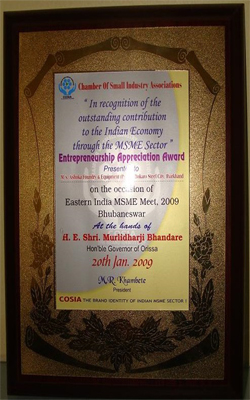 Chamber Of Small Industry Associations
COSIA
"In recognition of the
outstanding contribution
to the Indian Economy
through the MSME Sector"
Entrepreneurship Appreciation Award
Presented to
on the occasion of
Eastern India MSME Meet, 2009
Bhubaneswar
At the hands of
H. E. Shri. Murlidharji Bhandare
Hon'ble Governor of Orissa
20th Jan. 2009
M.R. Khambete
President
COSIA THE BRAND IDENTITY OF INDIAN MSME SECTOR